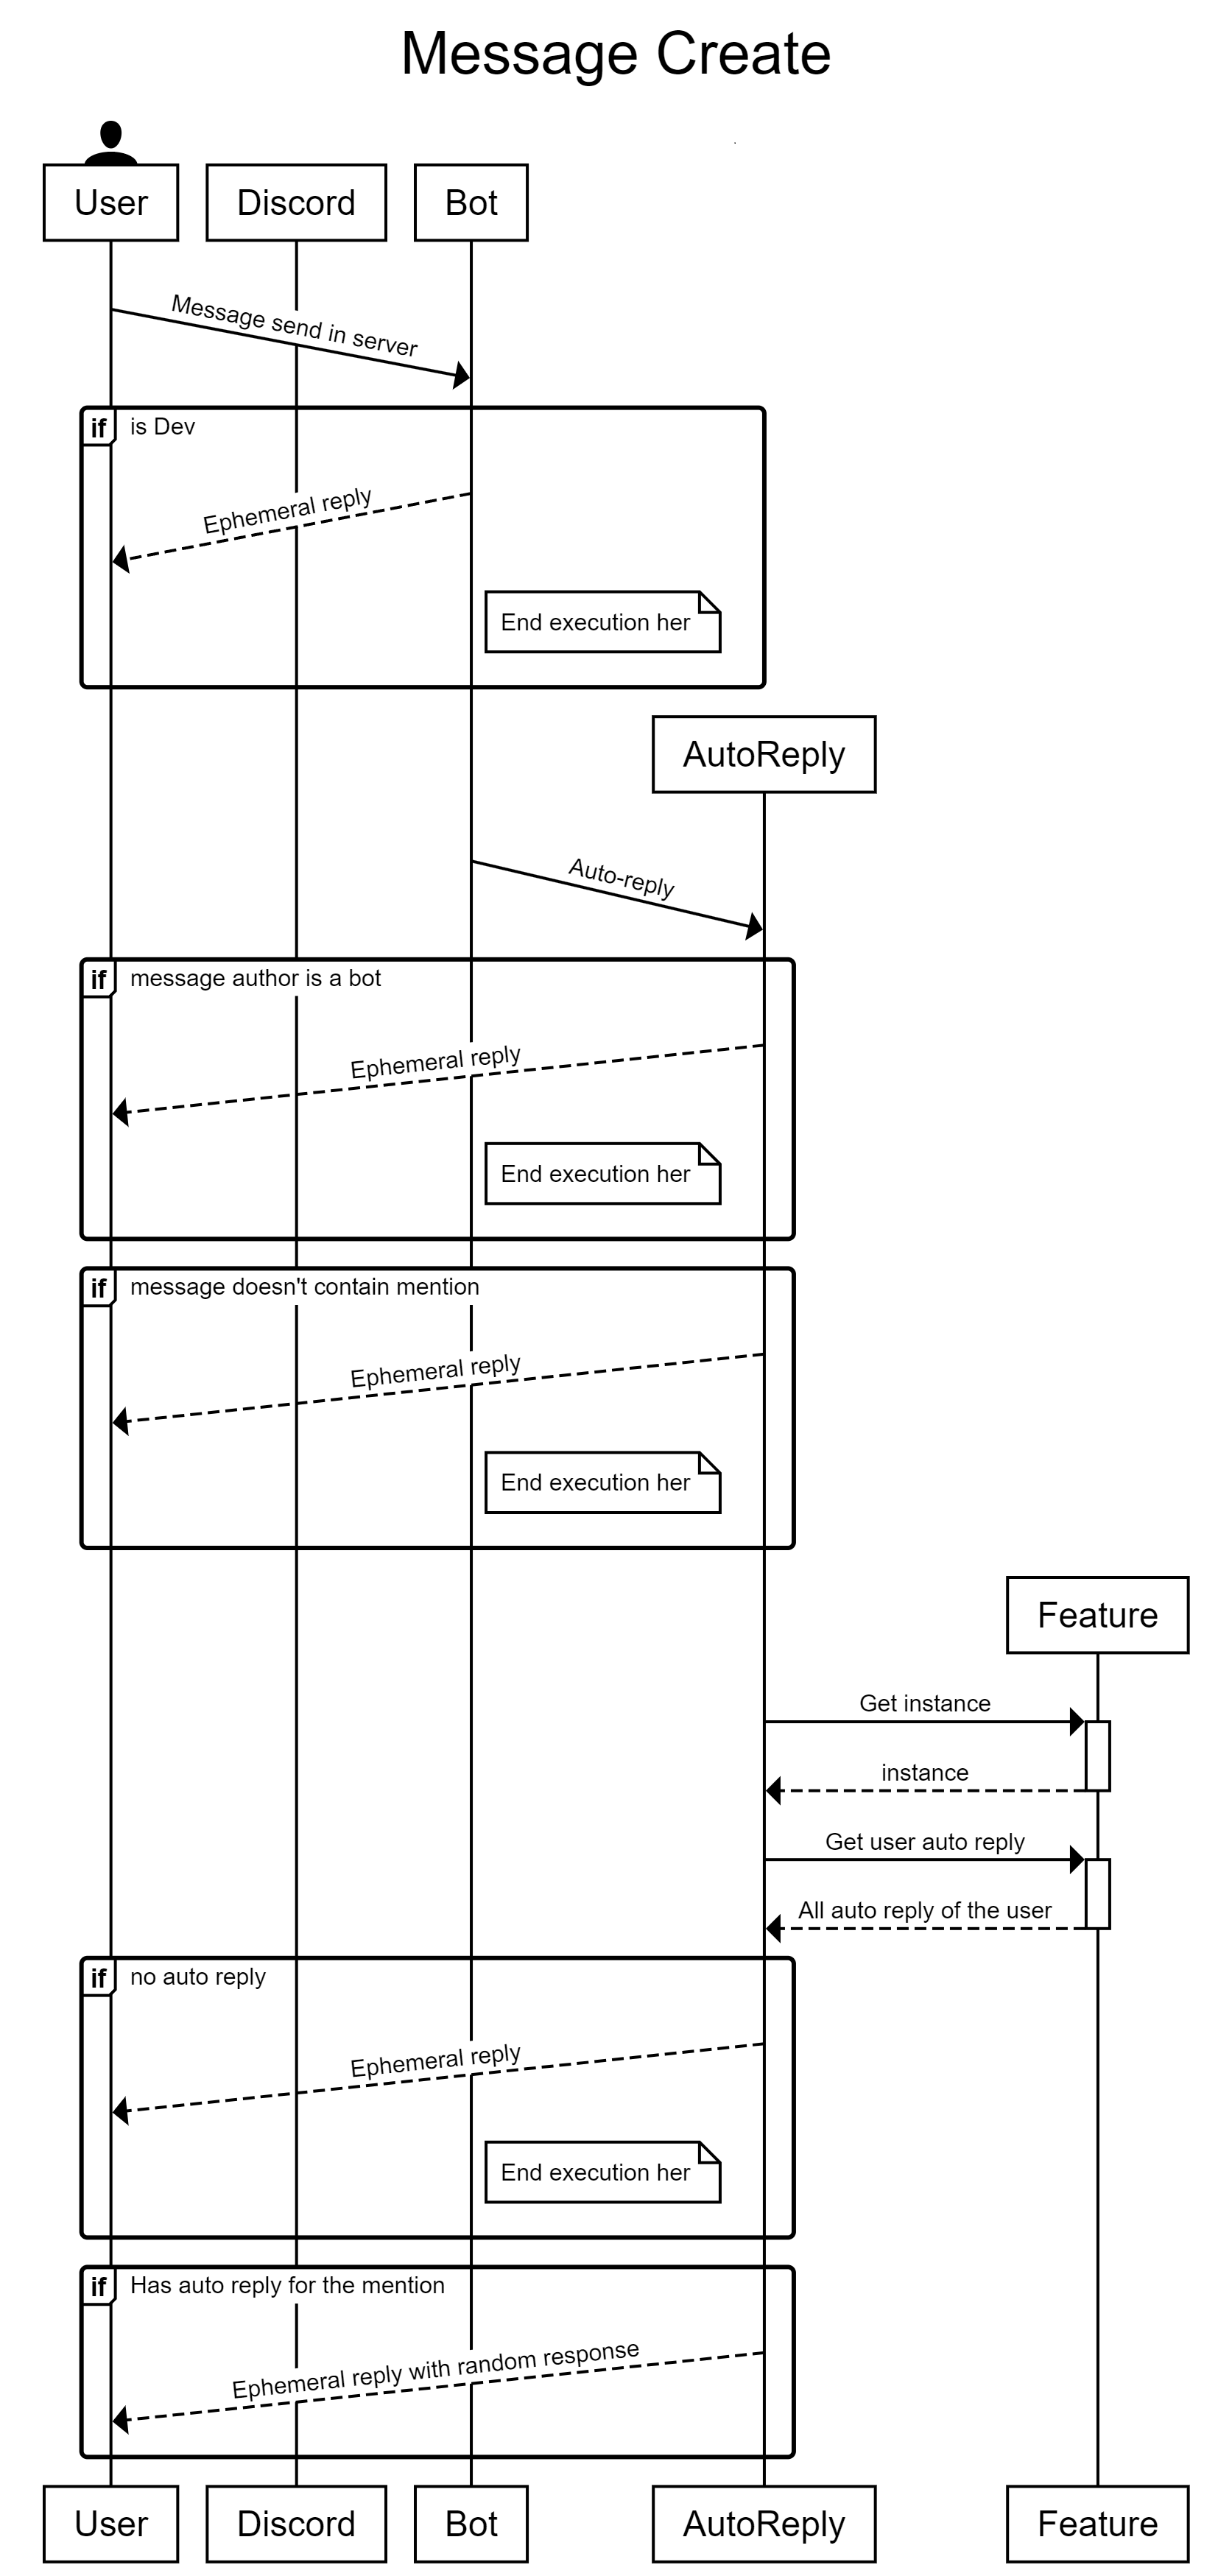 Message Create
User
Discord
Bot
Message send in server
if
is Dev
Ephemeral reply
End execution her
AutoReply
Auto-reply
if
message author is a bot
Ephemeral reply
End execution her
if
message doesn't contain mention
Ephemeral reply
End execution her
Feature
Get instance
instance
Get user auto reply
All auto reply of the user
if
no auto reply
Ephemeral reply
End execution her
if
Has auto reply for the mention
Ephemeral reply with random response
User
Discord
Bot
AutoReply
Feature